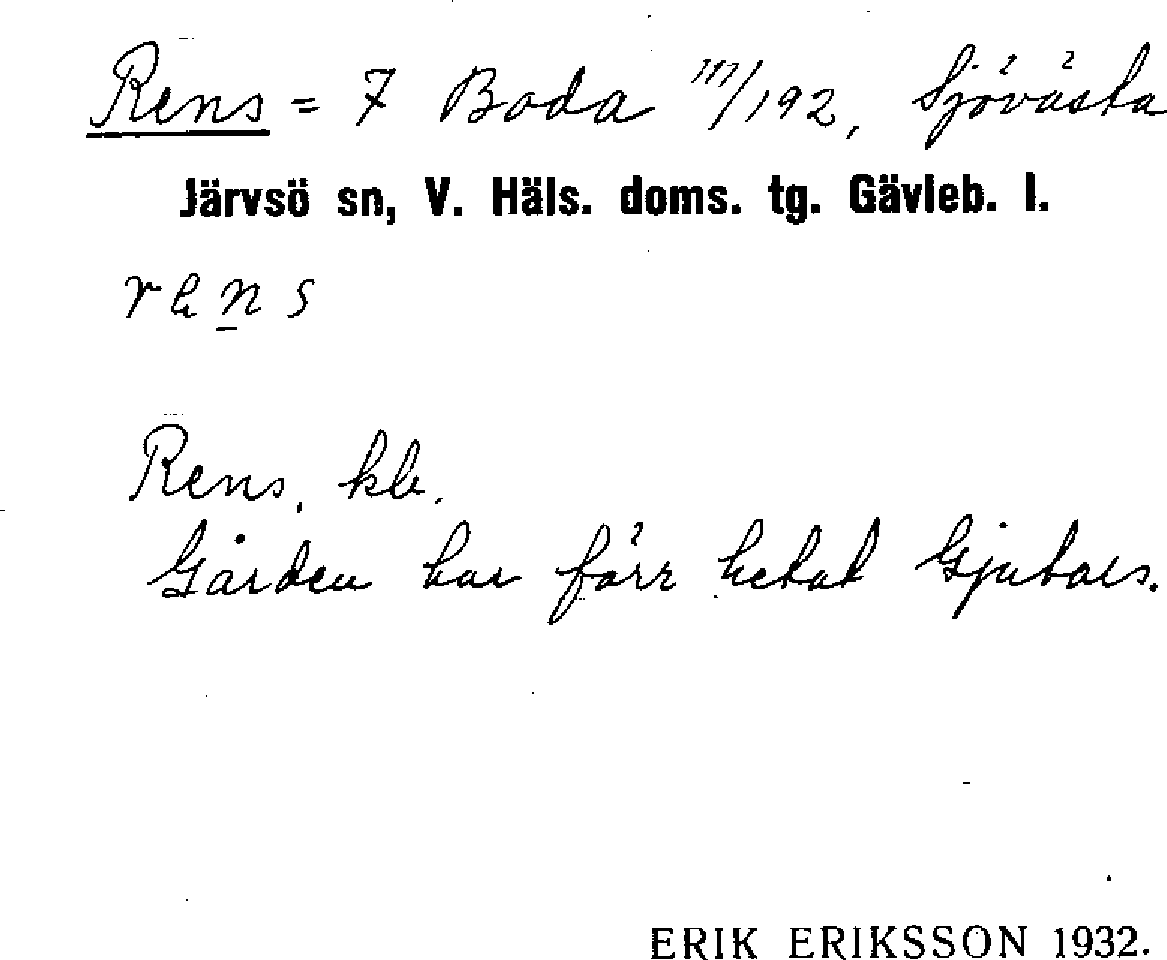 Rens = 7 Boda m/192, Sjövästa
Järvsö sn, V. Häls. doms. tg. Gävleb. l.
rens
Rens, kb.
Gården har förr hetat Gjutars.
ERIK ERIKSSON 1932.